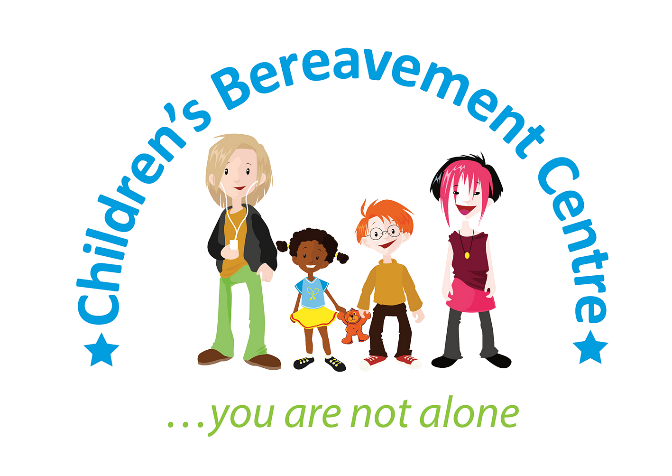 Children's Bereavement Centre
...you are not alone